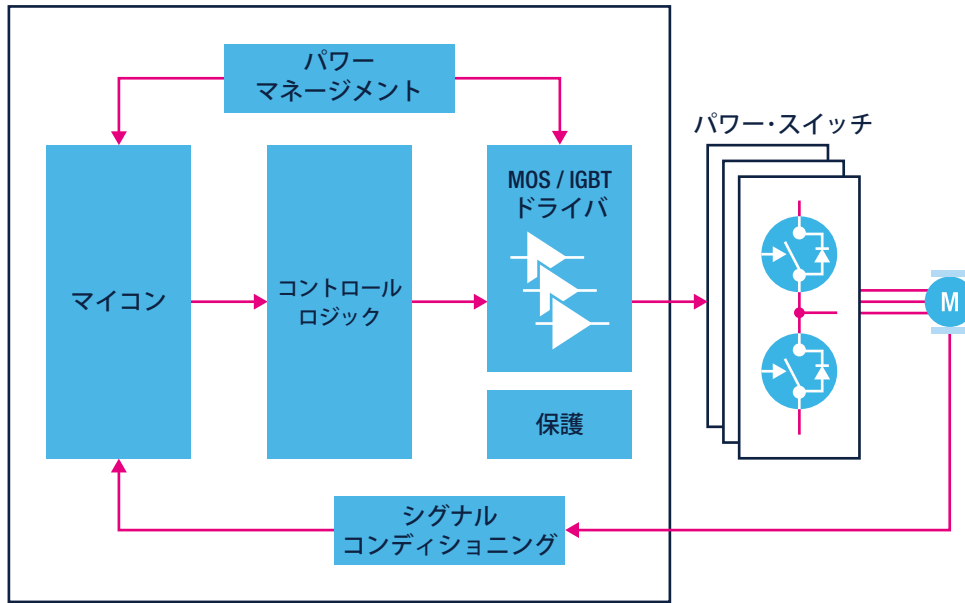 パワー
マネージメント
パワー・スイッチ
MOS / IGBT
ドライバ
マイコン
コントロール
ロジック
M
保護
シグナル
コンディショニング